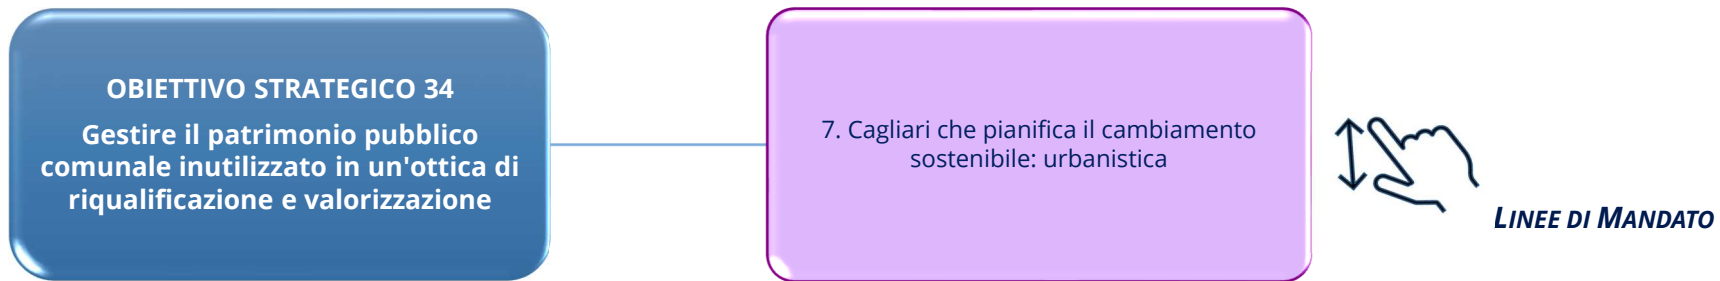 OBIETTIVO STRATEGICO 34
Gestire il patrimonio pubblico
comunale inutilizzato in un'ottica di
riqualificazione e valorizzazione
7. Cagliari che pianifica il cambiamento
sostenibile: urbanistica
LINEE DI MANDATO